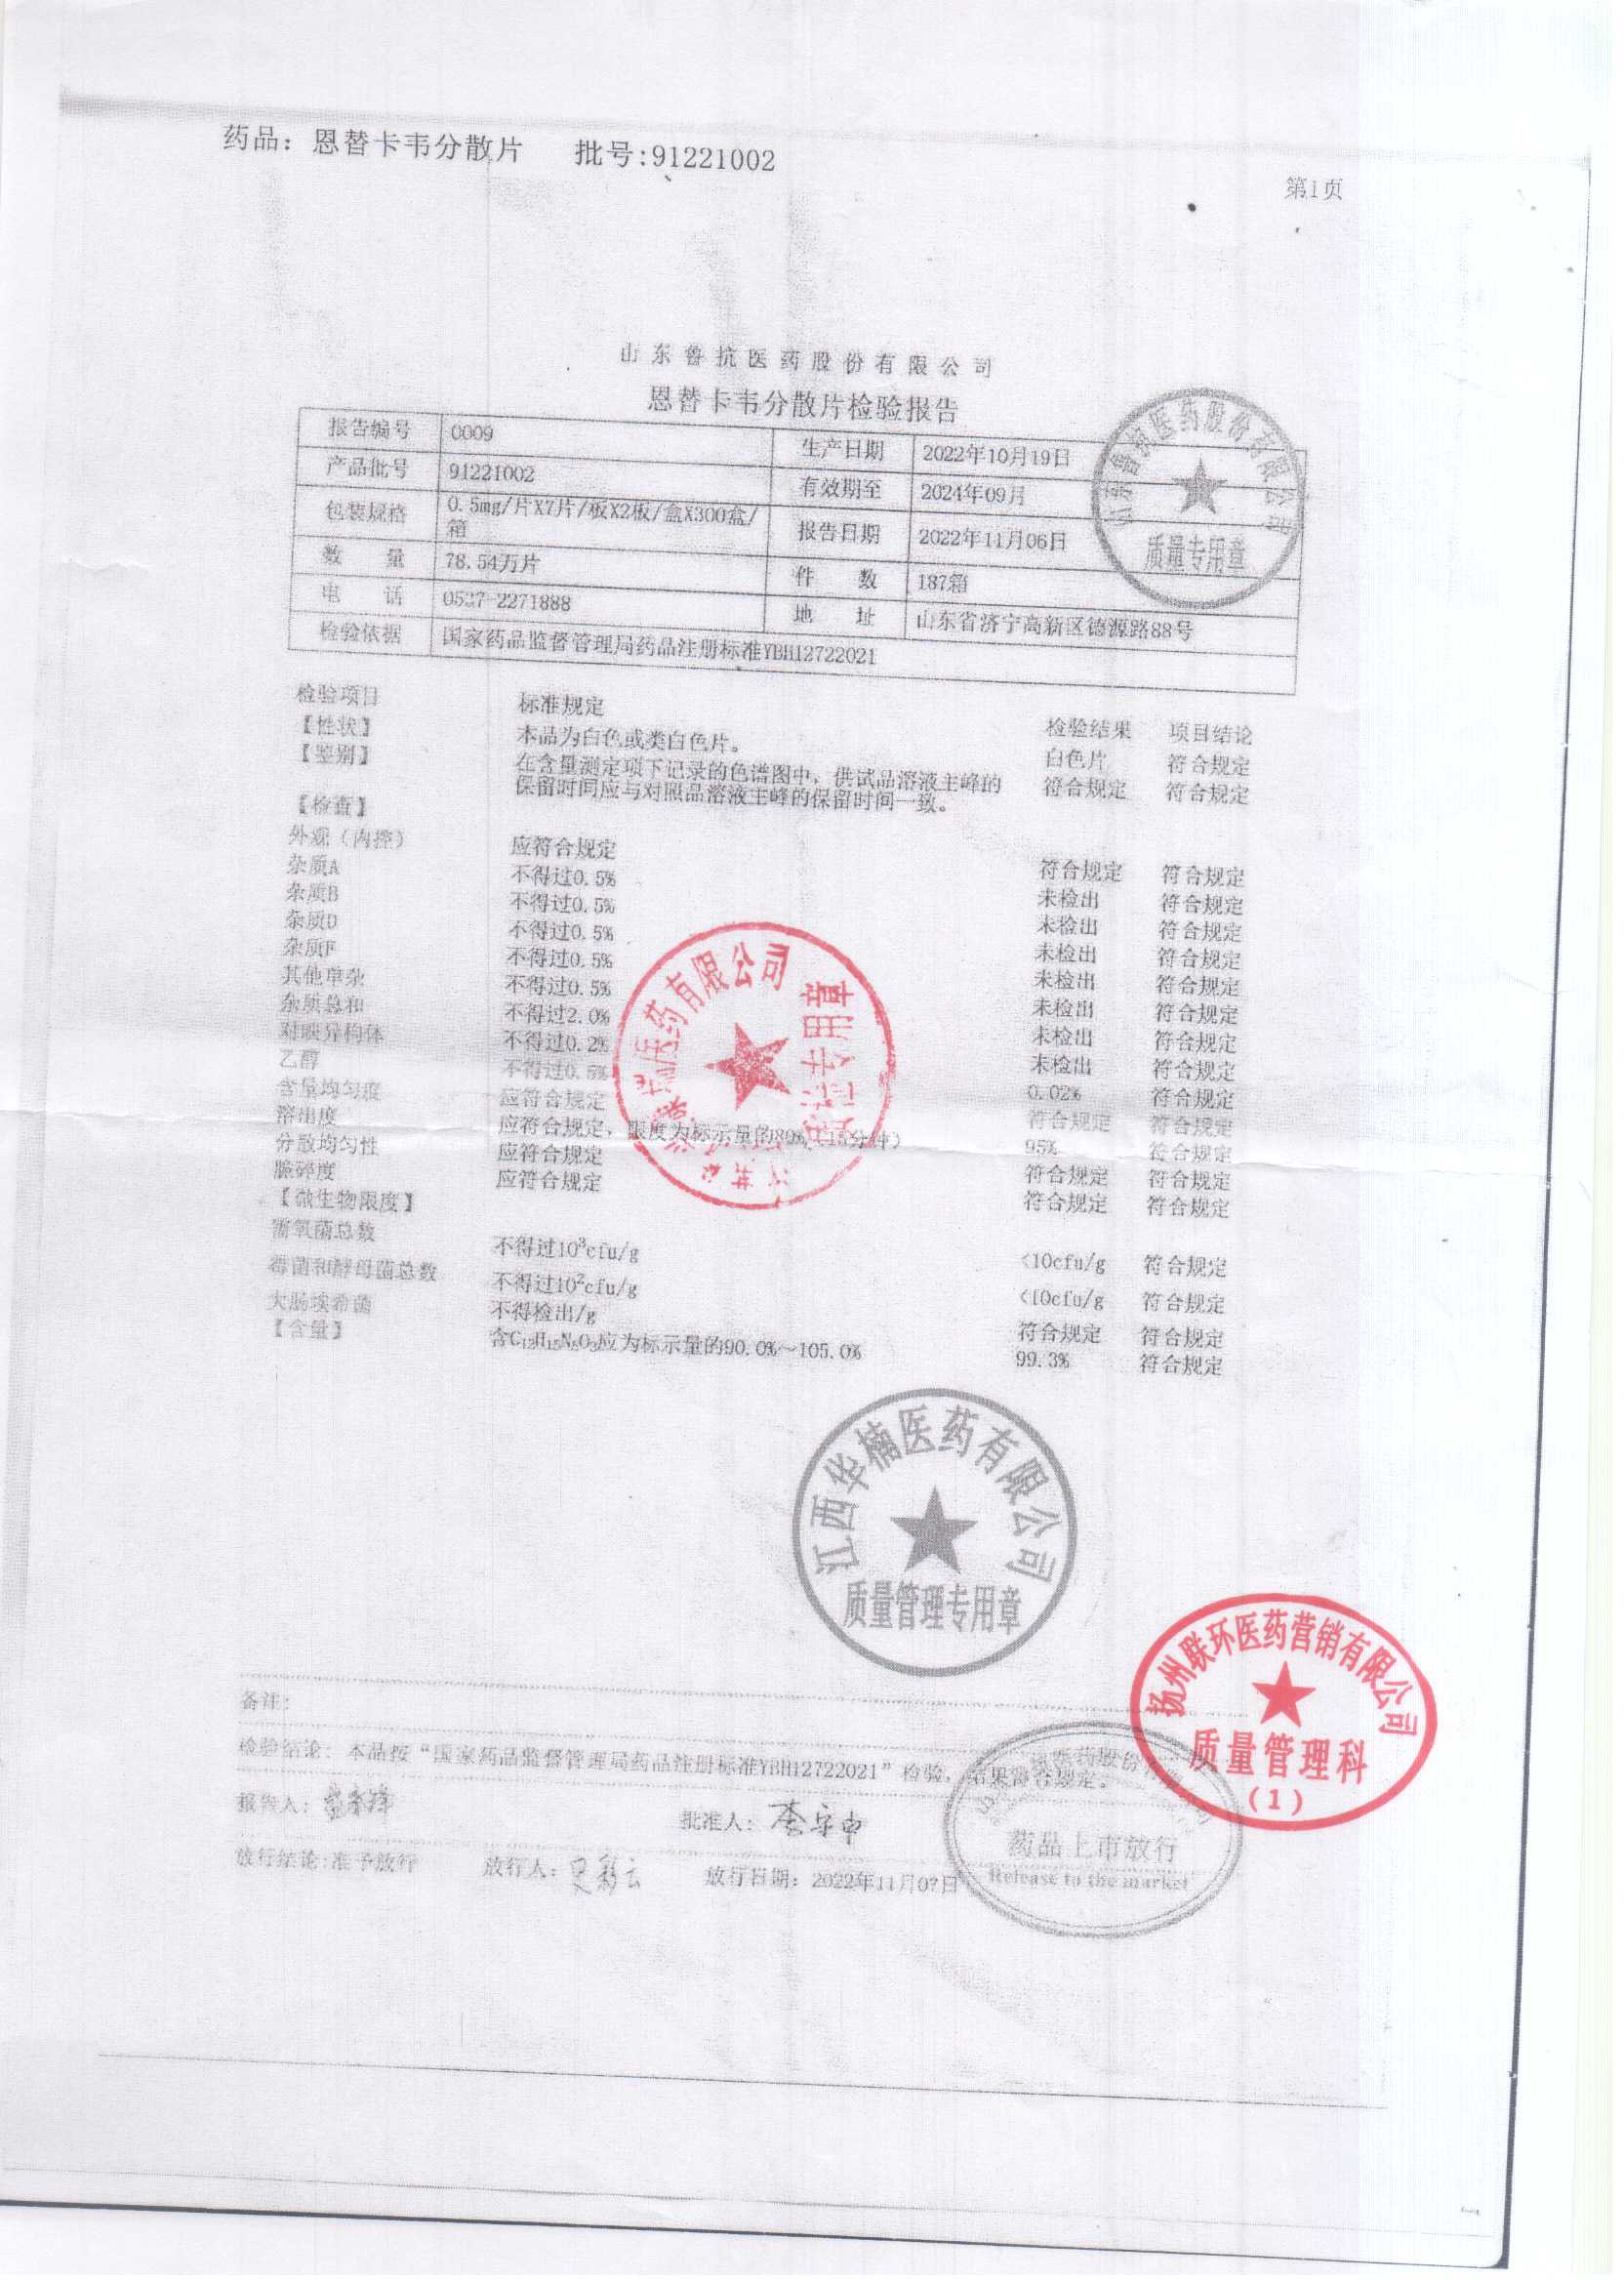 药品：恩替卡韦分散片 批号:91221002
第1页
山东鲁抗医药股份有限公司
恩替卡韦分散片检验报告
报告编号 0009 生产日期 2022年10月19日
产品批号 91221002 有效期至 2024年09月
包装规格 0.5mg/片X7片/板X2板/盒X300盒/箱 报告日期 2022年11月06日
数量 78.54万片 件数 187箱
电话 0537-2271888 地址 山东省济宁高新区德源路88号
检验依据 国家药品监督管理局药品注册标准YBH12722021
山东鲁抗医药股份有限公司
质量专用章
检验项目 标准规定 检验结果 项目结论
【性状】 本品为白色或类白色片。 白色片 符合规定
【鉴别】 在含量测定项下记录的色谱图中，供试品溶液主峰的 符合规定 符合规定
保留时间应与对照品溶液主峰的保留时间一致。
【检查】
外观（内控） 应符合规定 符合规定 符合规定
杂质A 不得过0.5% 未检出 符合规定
杂质B 不得过0.5% 未检出 符合规定
杂质D 不得过0.5% 未检出 符合规定
杂质F 不得过0.5% 未检出 符合规定
其他单杂 不得过0.5% 未检出 符合规定
杂质总和 不得过2.0% 未检出 符合规定
对映异构体 不得过0.2% 未检出 符合规定
乙醇 不得过0.5% 0.02% 符合规定
含量均匀度 应符合规定 符合规定 符合规定
溶出度 应符合规定，限度为标示量的80%（15分钟） 95% 符合规定
分散均匀性 应符合规定 符合规定 符合规定
脆碎度 应符合规定 符合规定 符合规定
【微生物限度】
需氧菌总数 不得过10³cfu/g <10cfu/g 符合规定
霉菌和酵母菌总数 不得过10²cfu/g <10cfu/g 符合规定
大肠埃希菌 不得检出/g 符合规定 符合规定
【含量】 含C₁₂H₁₅N₅O₃应为标示量的90.0%～105.0% 99.3% 符合规定
医药有限公司
专用章
江西华楠医药有限公司
质量管理专用章
扬州联环医药营销有限公司
质量管理科
(1)
备注：
检验结论：本品按“国家药品监督管理局药品注册标准YBH12722021”检验，结果符合规定。
报告人： 批准人：
放行结论:准予放行 放行人： 放行日期：2022年11月07日
药品上市放行
Release to the market